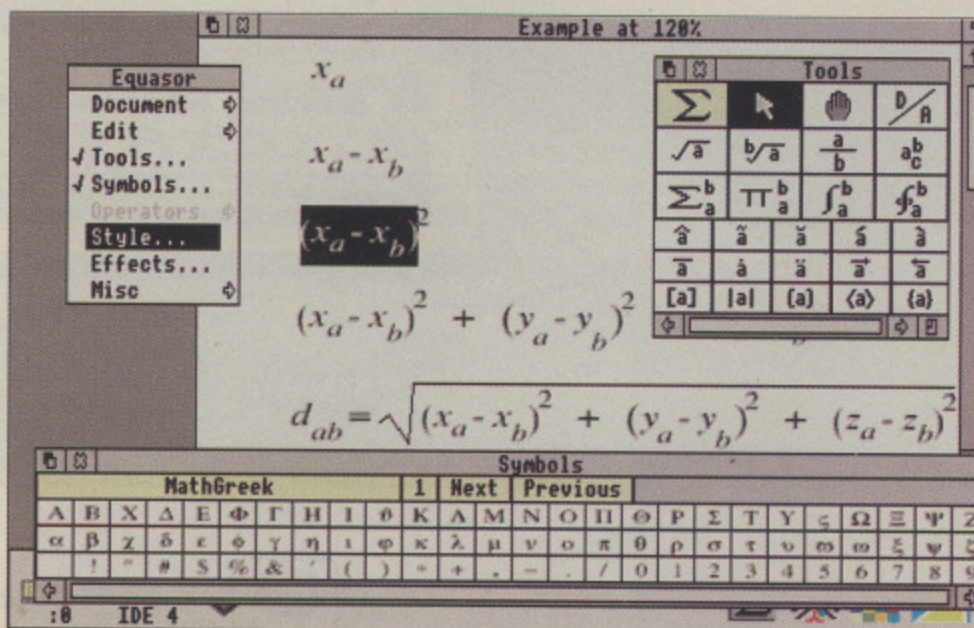 Example at 120%
Equasor
Document
Edit
√ Tools...
√ Symbols...
Operators
Style...
Effects...
Misc
x_a
x_a - x_b
(x_a - x_b)^2
(x_a - x_b)^2 + (y_a - y_b)^2
b
d_ab = √(x_a - x_b)^2 + (y_a - y_b)^2 + (z_a - z_b)^2
Tools
Σ D/A
√a b√a a/b a b c
Σ b a Π b a ∫ b a ∮ b a
â ã ă á à
ā ȧ ä a⃗ a⃖
[a] |a| (a) ⟨a⟩ {a}
Symbols
MathGreek 1 Next Previous
Α Β Χ Δ Ε Φ Γ Η Ι ϑ Κ Λ Μ Ν Ο Π Θ Ρ Σ Τ Υ ς Ω Ξ Ψ Z
α β χ δ ε φ γ η ι φ κ λ μ ν ο π θ ρ σ τ υ ϖ ω ξ ψ ζ
! " # $ % & ' ( ) * + , – . / 0 1 2 3 4 5 6 7 8 9
:0 IDE 4